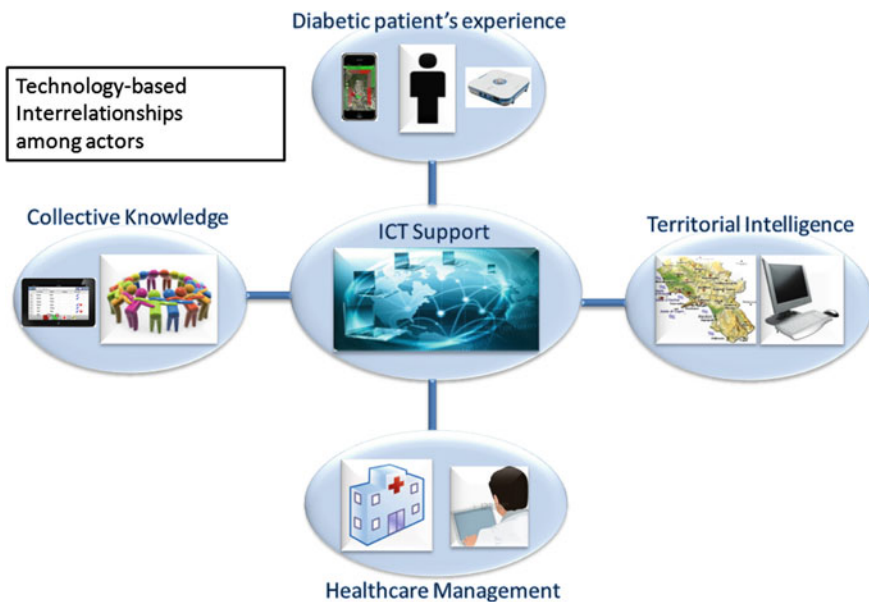 Diabetic patient's experience
Technology-based
Interrelationships
among actors
Collective Knowledge
ICT Support
Territorial Intelligence
Healthcare Management